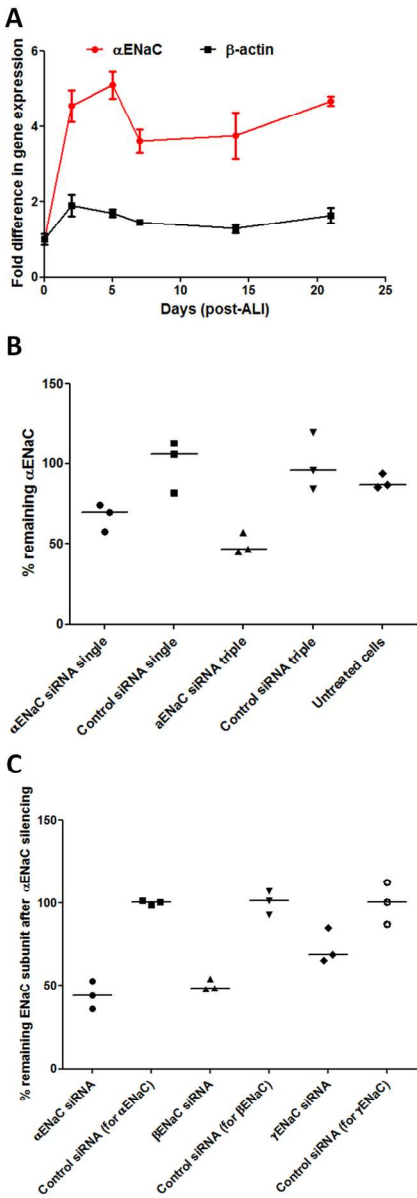 A
αENaC β-actin
Fold difference in gene expression
6
4
2
0
0 5 10 15 20 25
Days (post-ALI)
B
% remaining αENaC
150
100
50
0
αENaC siRNA single
Control siRNA single
aENaC siRNA triple
Control siRNA triple
Untreated cells
C
% remaining ENaC subunit after αENaC silencing
150
100
50
0
αENaC siRNA
Control siRNA (for αENaC)
βENaC siRNA
Control siRNA (for βENaC)
γENaC siRNA
Control siRNA (for γENaC)